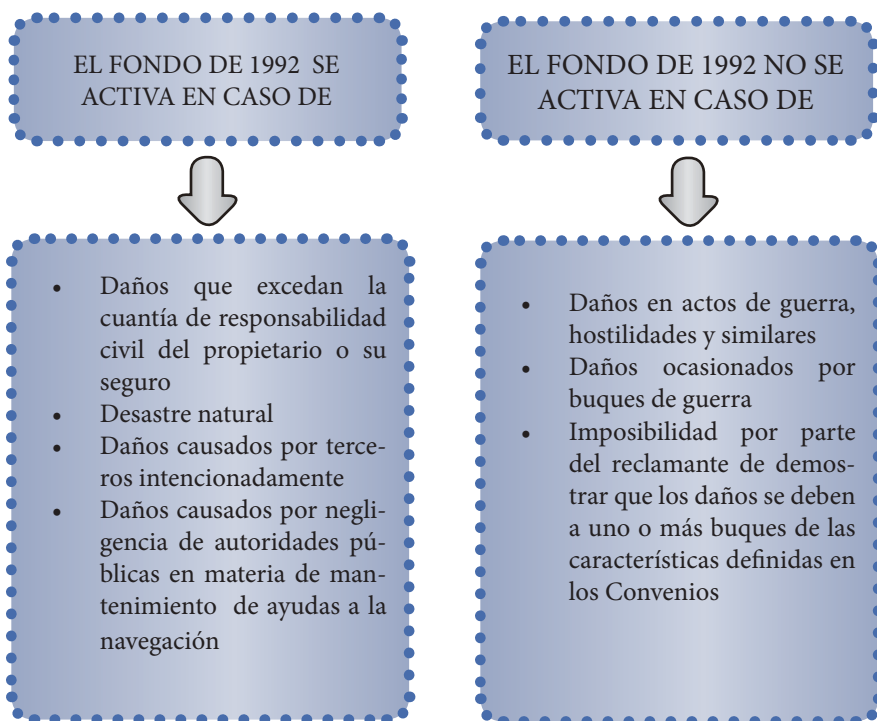 EL FONDO DE 1992 SE
ACTIVA EN CASO DE
• Daños que excedan la
cuantía de responsabilidad
civil del propietario o su
seguro
• Desastre natural
• Daños causados por terce-
ros intencionadamente
• Daños causados por negli-
gencia de autoridades pú-
blicas en materia de man-
tenimiento de ayudas a la
navegación
EL FONDO DE 1992 NO SE
ACTIVA EN CASO DE
• Daños en actos de guerra,
hostilidades y similares
• Daños ocasionados por
buques de guerra
• Imposibilidad por parte
del reclamante de demos-
trar que los daños se deben
a uno o más buques de las
características definidas en
los Convenios